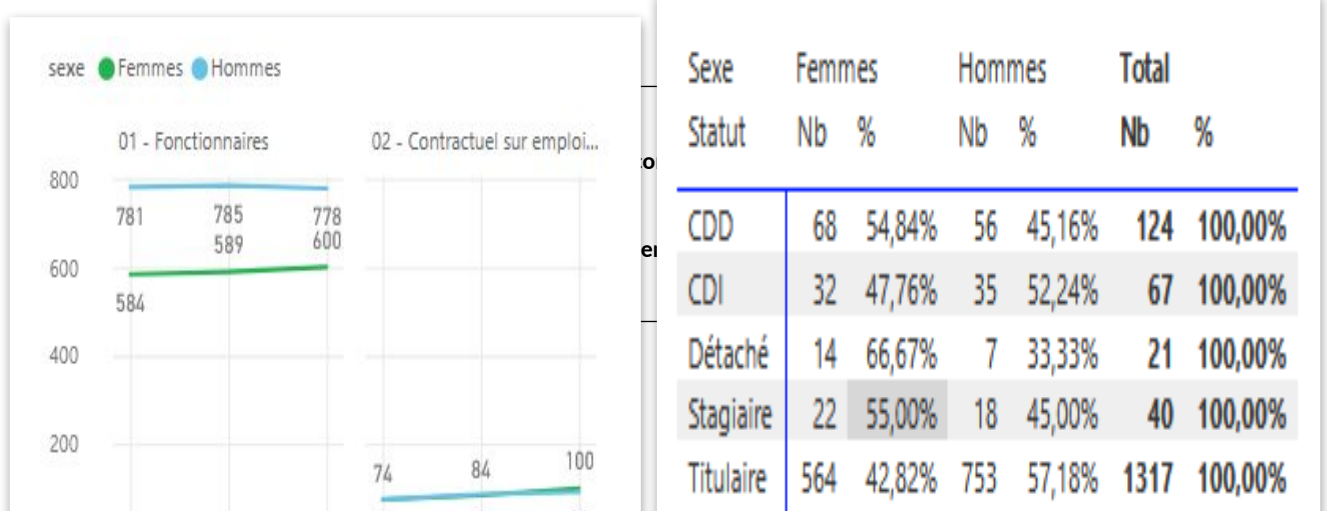 sexe Femmes Hommes
01 - Fonctionnaires
02 - Contractuel sur emploi...
800
781 785 778
589 600
600
584
400
200
74 84 100
Sexe Femmes Hommes Total
Statut Nb % Nb % Nb %
CDD 68 54,84% 56 45,16% 124 100,00%
CDI 32 47,76% 35 52,24% 67 100,00%
Détaché 14 66,67% 7 33,33% 21 100,00%
Stagiaire 22 55,00% 18 45,00% 40 100,00%
Titulaire 564 42,82% 753 57,18% 1317 100,00%